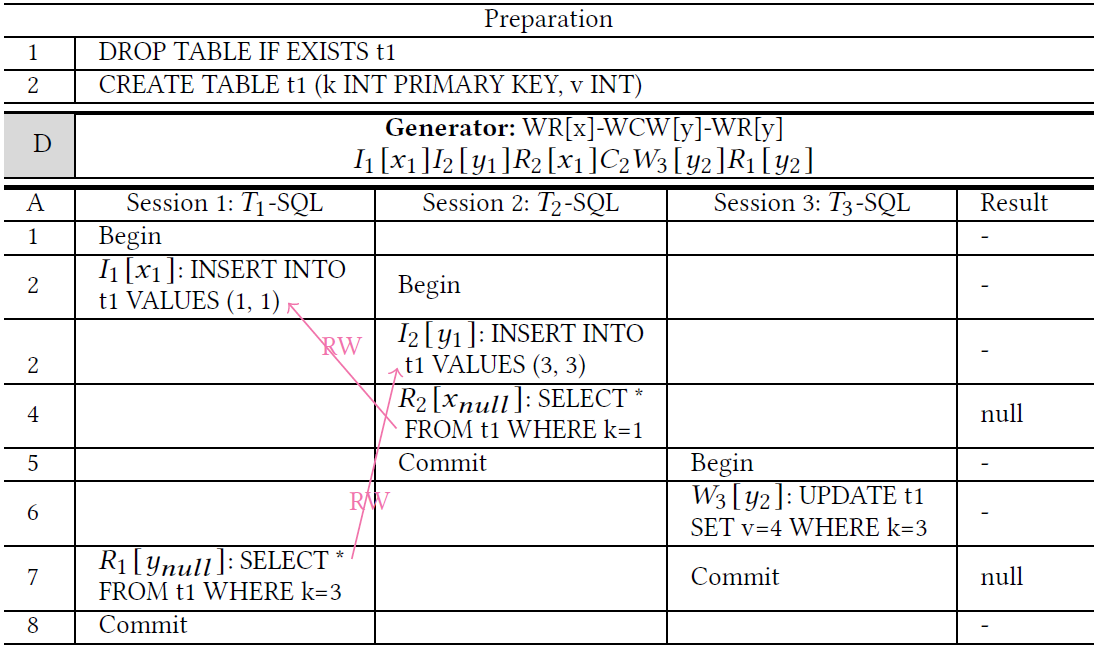 Preparation
1 DROP TABLE IF EXISTS t1
2 CREATE TABLE t1 (k INT PRIMARY KEY, v INT)
D Generator: WR[x]-WCW[y]-WR[y]
I₁[x₁]I₂[y₁]R₂[x₁]C₂W₃[y₂]R₁[y₂]
A Session 1: T₁-SQL Session 2: T₂-SQL Session 3: T₃-SQL Result
1 Begin -
2 I₁[x₁]: INSERT INTO
t1 VALUES (1, 1) Begin -
RW
2 I₂[y₁]: INSERT INTO
t1 VALUES (3, 3) -
4 R₂[xₙᵤₗₗ]: SELECT *
FROM t1 WHERE k=1 null
5 Commit Begin -
RW
6 W₃[y₂]: UPDATE t1
SET v=4 WHERE k=3 -
7 R₁[yₙᵤₗₗ]: SELECT *
FROM t1 WHERE k=3 Commit null
8 Commit -